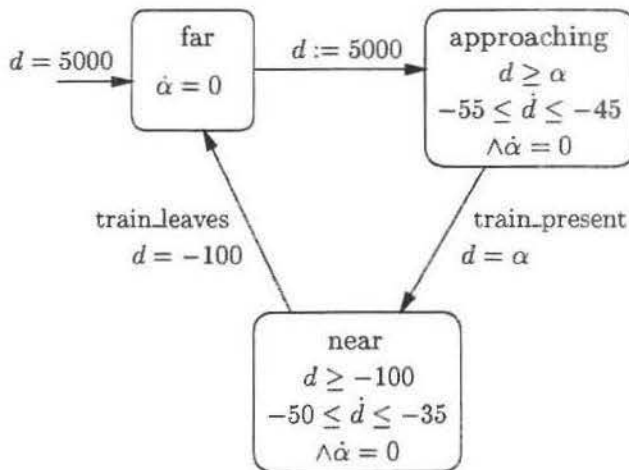 far
α̇ = 0
d = 5000
d := 5000
approaching
d ≥ α
−55 ≤ ḋ ≤ −45
∧α̇ = 0
train_leaves
d = −100
train_present
d = α
near
d ≥ −100
−50 ≤ ḋ ≤ −35
∧α̇ = 0